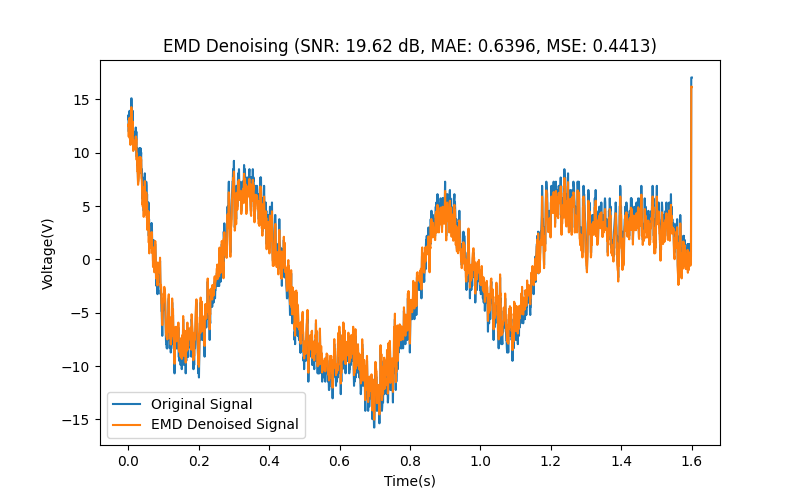 EMD Denoising (SNR: 19.62 dB, MAE: 0.6396, MSE: 0.4413)
Voltage(V)
15
10
5
0
−5
−10
−15
Original Signal
EMD Denoised Signal
0.0 0.2 0.4 0.6 0.8 1.0 1.2 1.4 1.6
Time(s)